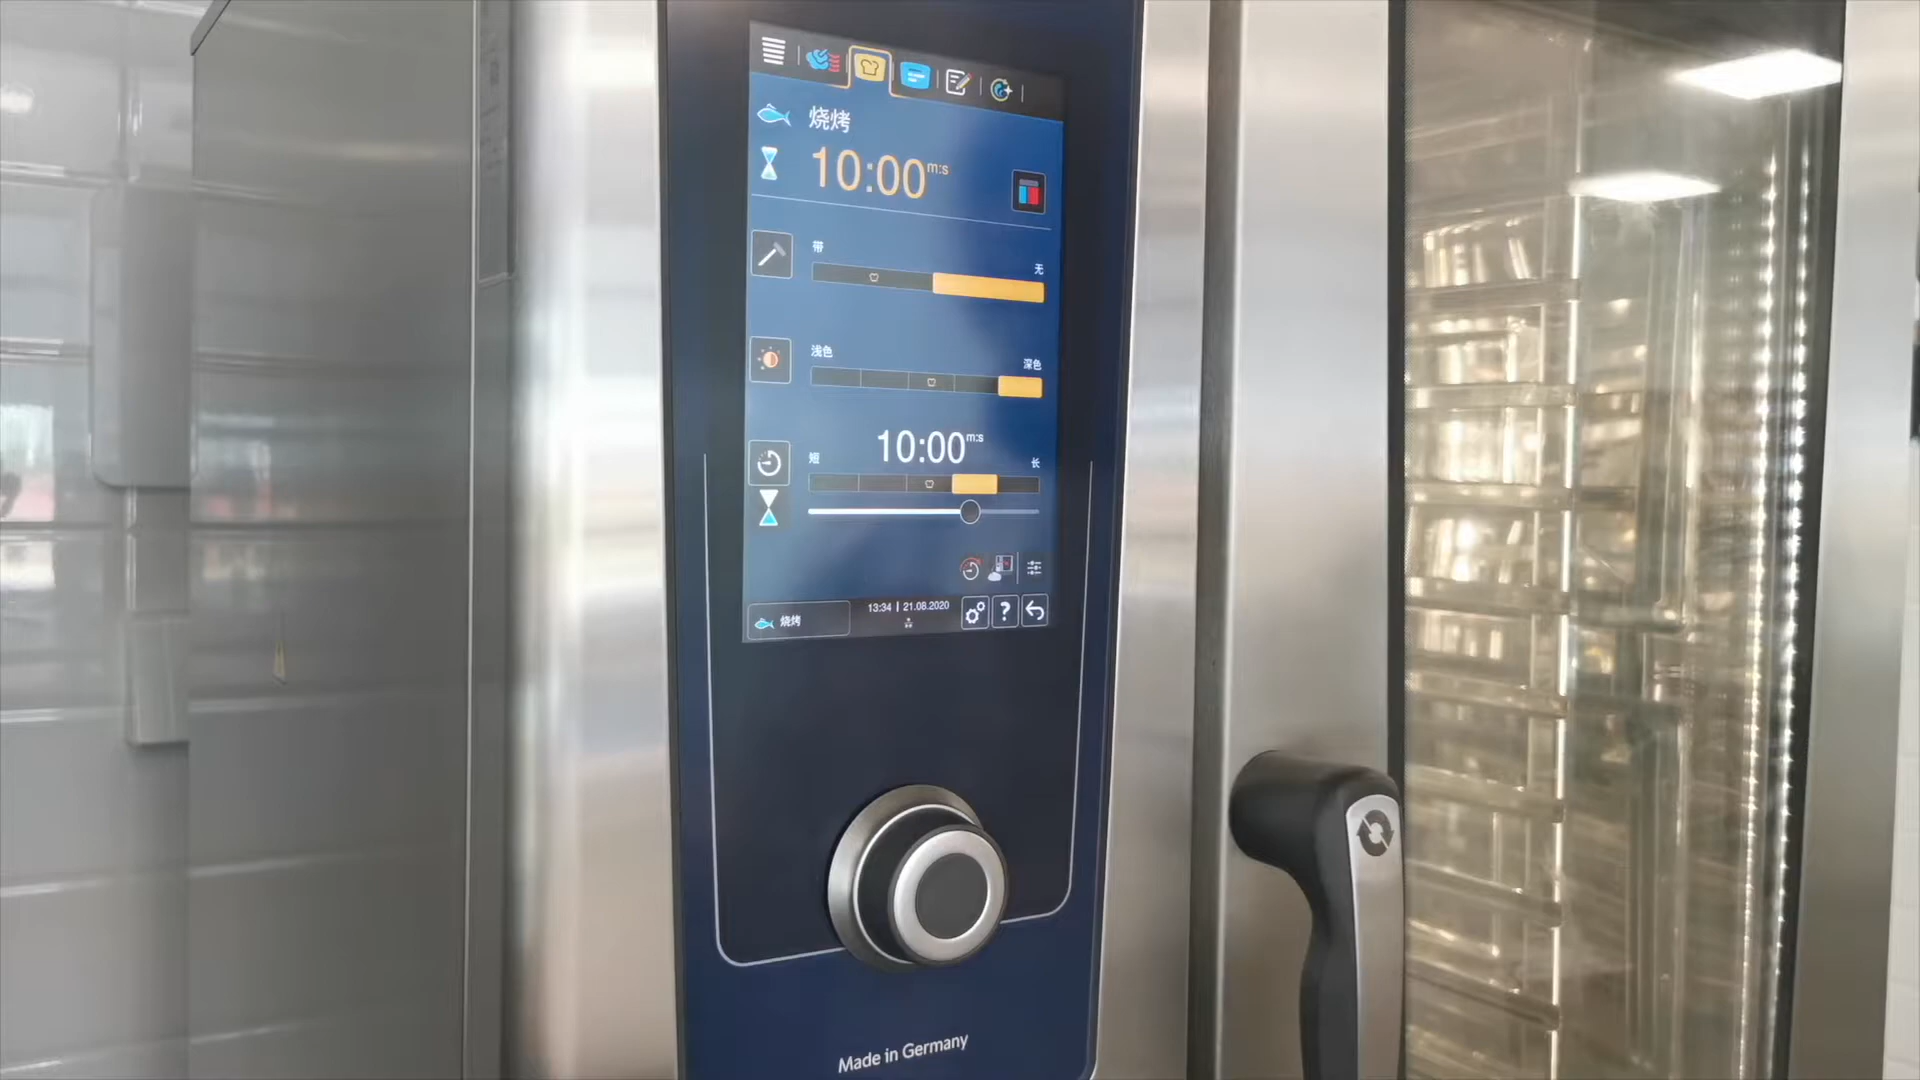 烧烤
10:00 m:s
带
无
浅色
深色
10:00 m:s
短
长
烧烤
13:34 | 21.08.2020
?
Made in Germany